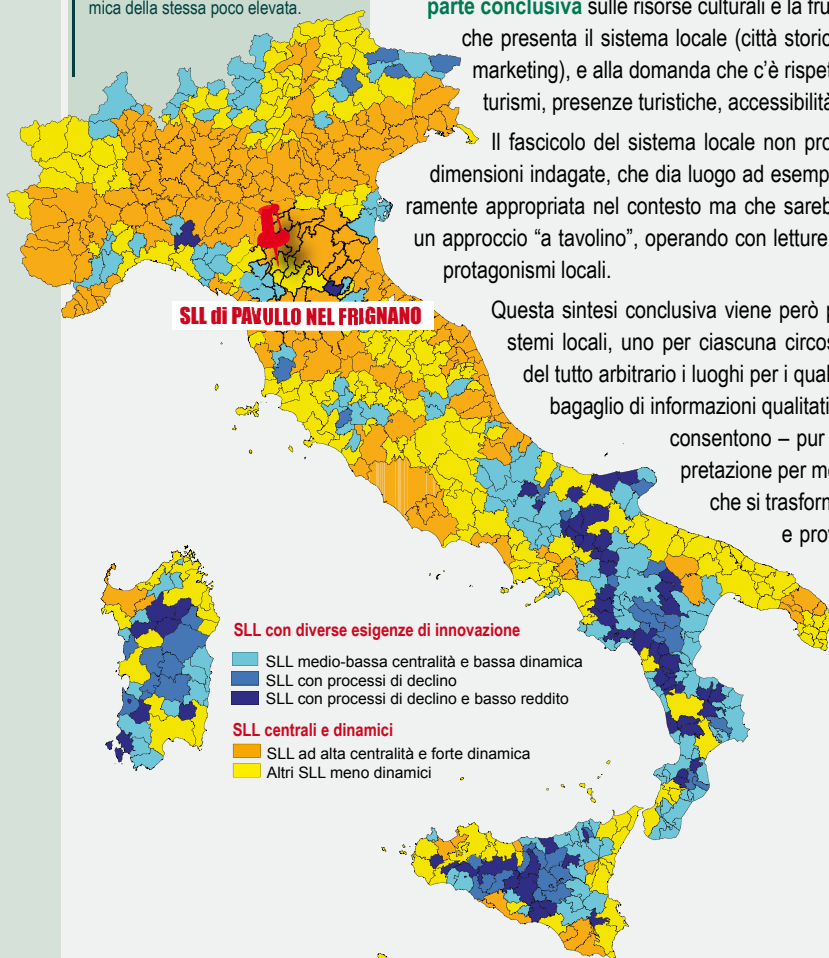 mica della stessa poco elevata.
parte conclusiva sulle risorse culturali e la fru
che presenta il sistema locale (città storic
marketing), e alla domanda che c'è rispet
turismi, presenze turistiche, accessibilità
Il fascicolo del sistema locale non pro
dimensioni indagate, che dia luogo ad esemp
ramente appropriata nel contesto ma che sareb
un approccio "a tavolino", operando con letture
protagonismi locali.
SLL di PAVULLO NEL FRIGNANO
Questa sintesi conclusiva viene però p
stemi locali, uno per ciascuna circos
del tutto arbitrario i luoghi per i qual
bagaglio di informazioni qualitati
consentono – pur
pretazione per me
che si trasform
e prov
SLL con diverse esigenze di innovazione
SLL medio-bassa centralità e bassa dinamica
SLL con processi di declino
SLL con processi di declino e basso reddito
SLL centrali e dinamici
SLL ad alta centralità e forte dinamica
Altri SLL meno dinamici